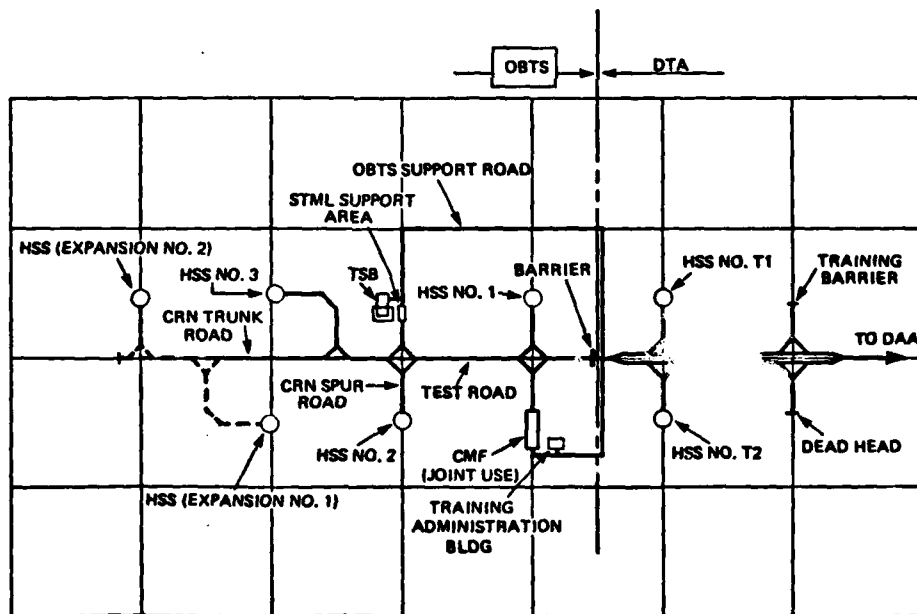 OBTS
DTA
OBTS SUPPORT ROAD
STML SUPPORT
AREA
HSS (EXPANSION NO. 2)
HSS NO. 3
TSB
HSS NO. 1
BARRIER
HSS NO. T1
TRAINING
BARRIER
CRN TRUNK
ROAD
TO DAA
CRN SPUR
ROAD
TEST ROAD
HSS NO. 2
CMF
(JOINT USE)
HSS NO. T2
DEAD HEAD
HSS (EXPANSION NO. 1)
TRAINING
ADMINISTRATION
BLDG